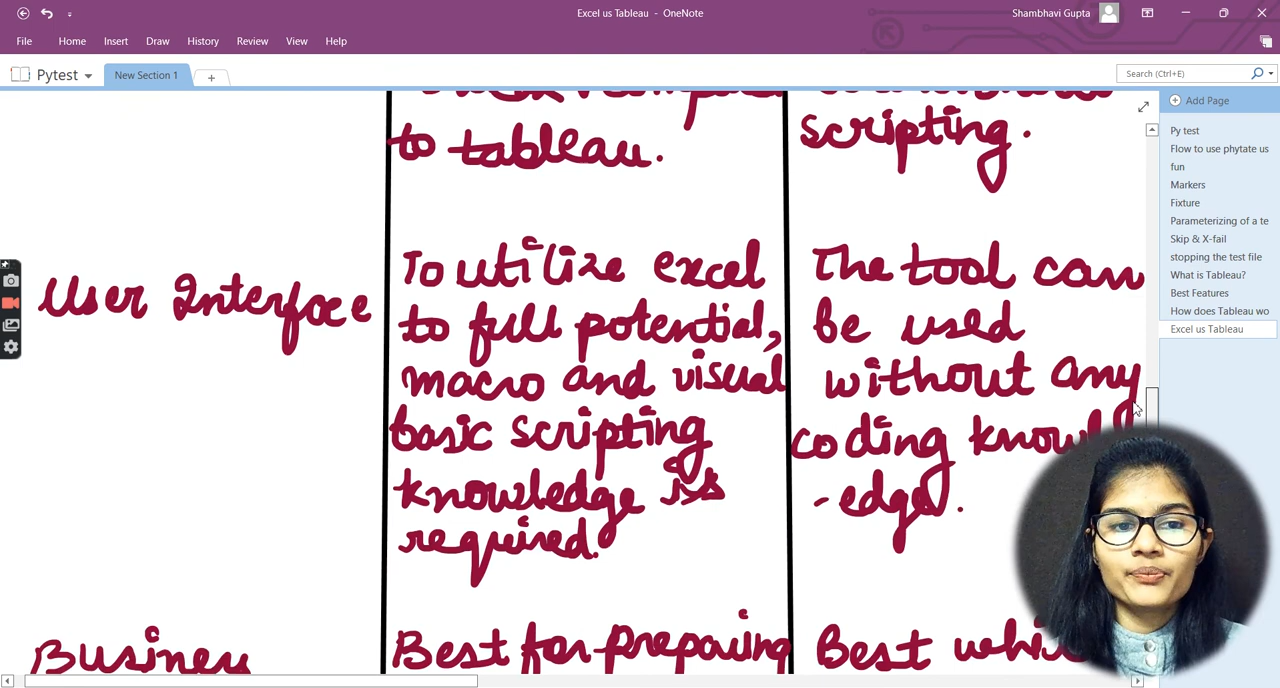 Excel us Tableau - OneNote
Shambhavi Gupta
File Home Insert Draw History Review View Help
Pytest
New Section 1
+
Search (Ctrl+E)
Add Page
Py test
Flow to use phytate us
fun
Markers
Fixture
Parameterizing of a te
Skip & X-fail
stopping the test file
What is Tableau?
Best Features
How does Tableau wo
Excel us Tableau
to tableau.
scripting.
User Interface
To utilize excel
to full potential,
macro and visual
basic scripting
knowledge is
required.
The tool can
be used
without any
coding knowl
-edge.
Business
Best for preparing
Best whi